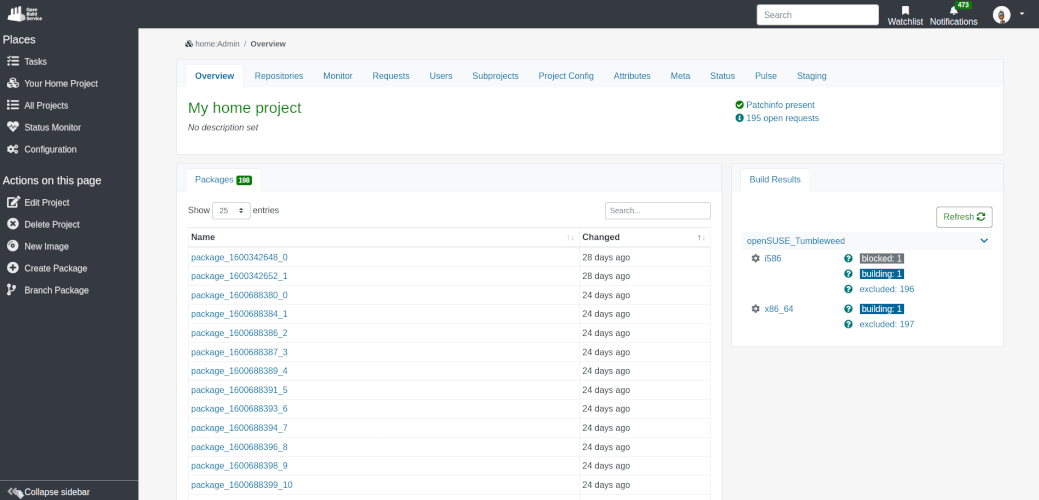 Open
Build
Service
Search
Watchlist
473
Notifications
Places
Tasks
Your Home Project
All Projects
Status Monitor
Configuration
Actions on this page
Edit Project
Delete Project
New Image
Create Package
Branch Package
Collapse sidebar
home:Admin / Overview
Overview Repositories Monitor Requests Users Subprojects Project Config Attributes Meta Status Pulse Staging
My home project
No description set
Patchinfo present
195 open requests
Packages 198
Show 25 entries
Search...
Name Changed
package_1600342648_0 28 days ago
package_1600342652_1 28 days ago
package_1600688380_0 24 days ago
package_1600688384_1 24 days ago
package_1600688386_2 24 days ago
package_1600688387_3 24 days ago
package_1600688389_4 24 days ago
package_1600688391_5 24 days ago
package_1600688393_6 24 days ago
package_1600688394_7 24 days ago
package_1600688396_8 24 days ago
package_1600688398_9 24 days ago
package_1600688399_10 24 days ago
Build Results
Refresh
openSUSE_Tumbleweed
i586 blocked: 1
building: 1
excluded: 196
x86_64 building: 1
excluded: 197